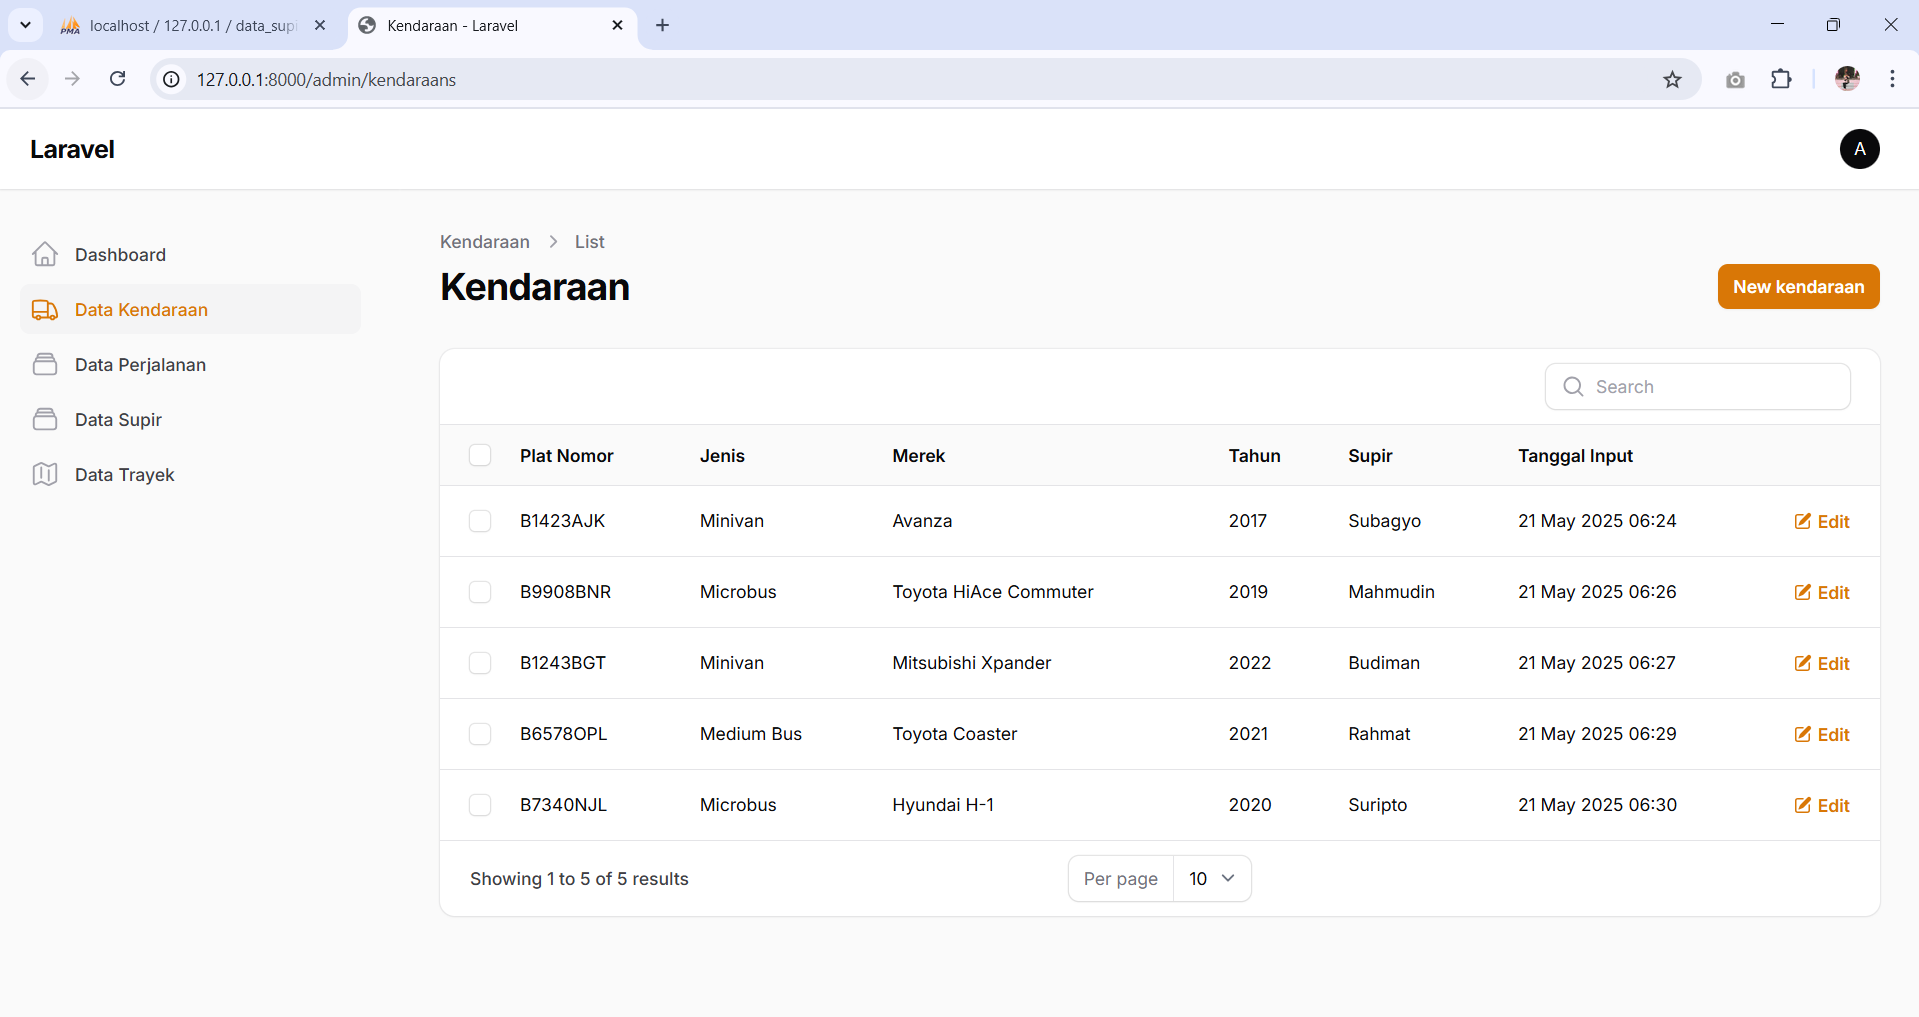 localhost / 127.0.0.1 / data_supi
Kendaraan - Laravel
127.0.0.1:8000/admin/kendaraans
Laravel
A
Dashboard
Data Kendaraan
Data Perjalanan
Data Supir
Data Trayek
Kendaraan > List
Kendaraan
New kendaraan
Search
Plat Nomor Jenis Merek Tahun Supir Tanggal Input
B1423AJK Minivan Avanza 2017 Subagyo 21 May 2025 06:24 Edit
B9908BNR Microbus Toyota HiAce Commuter 2019 Mahmudin 21 May 2025 06:26 Edit
B1243BGT Minivan Mitsubishi Xpander 2022 Budiman 21 May 2025 06:27 Edit
B6578OPL Medium Bus Toyota Coaster 2021 Rahmat 21 May 2025 06:29 Edit
B7340NJL Microbus Hyundai H-1 2020 Suripto 21 May 2025 06:30 Edit
Showing 1 to 5 of 5 results
Per page 10